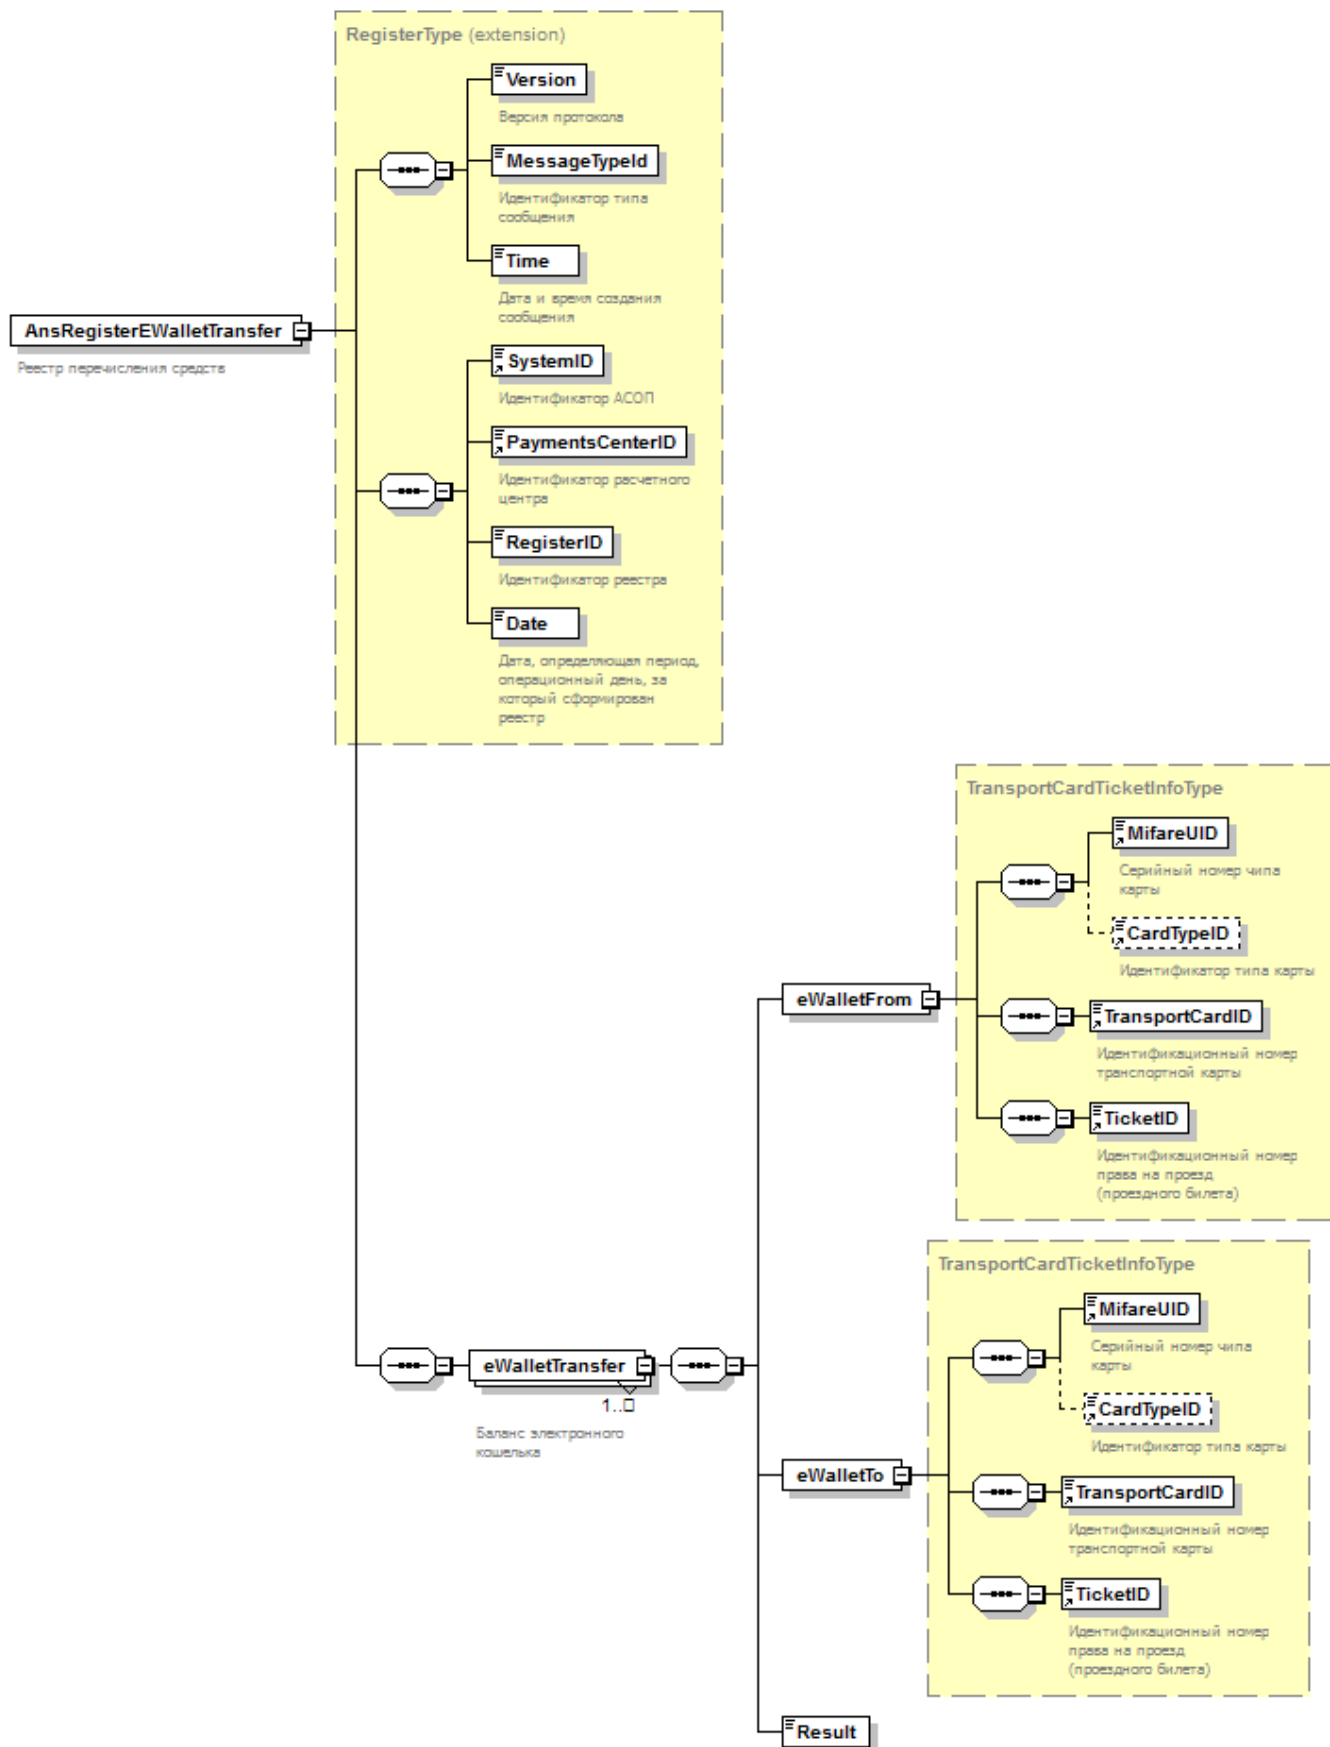 RegisterType (extension)
Version
Версия протокола
MessageTypeId
Идентификатор типа
сообщения
Time
Дата и время создания
сообщения
AnsRegisterEWalletTransfer
Реестр перечисления средств
SystemID
Идентификатор АСОП
PaymentsCenterID
Идентификатор расчетного
центра
RegisterID
Идентификатор реестра
Date
Дата, определяющая период,
операционный день, за
который сформирован
реестр
TransportCardTicketInfoType
MifareUID
Серийный номер чипа
карты
CardTypeID
Идентификатор типа карты
eWalletFrom
TransportCardID
Идентификационный номер
транспортной карты
TicketID
Идентификационный номер
права на проезд
(проездного билета)
TransportCardTicketInfoType
MifareUID
Серийный номер чипа
карты
eWalletTransfer
1..□
Баланс электронного
кошелька
CardTypeID
Идентификатор типа карты
eWalletTo
TransportCardID
Идентификационный номер
транспортной карты
TicketID
Идентификационный номер
права на проезд
(проездного билета)
Result